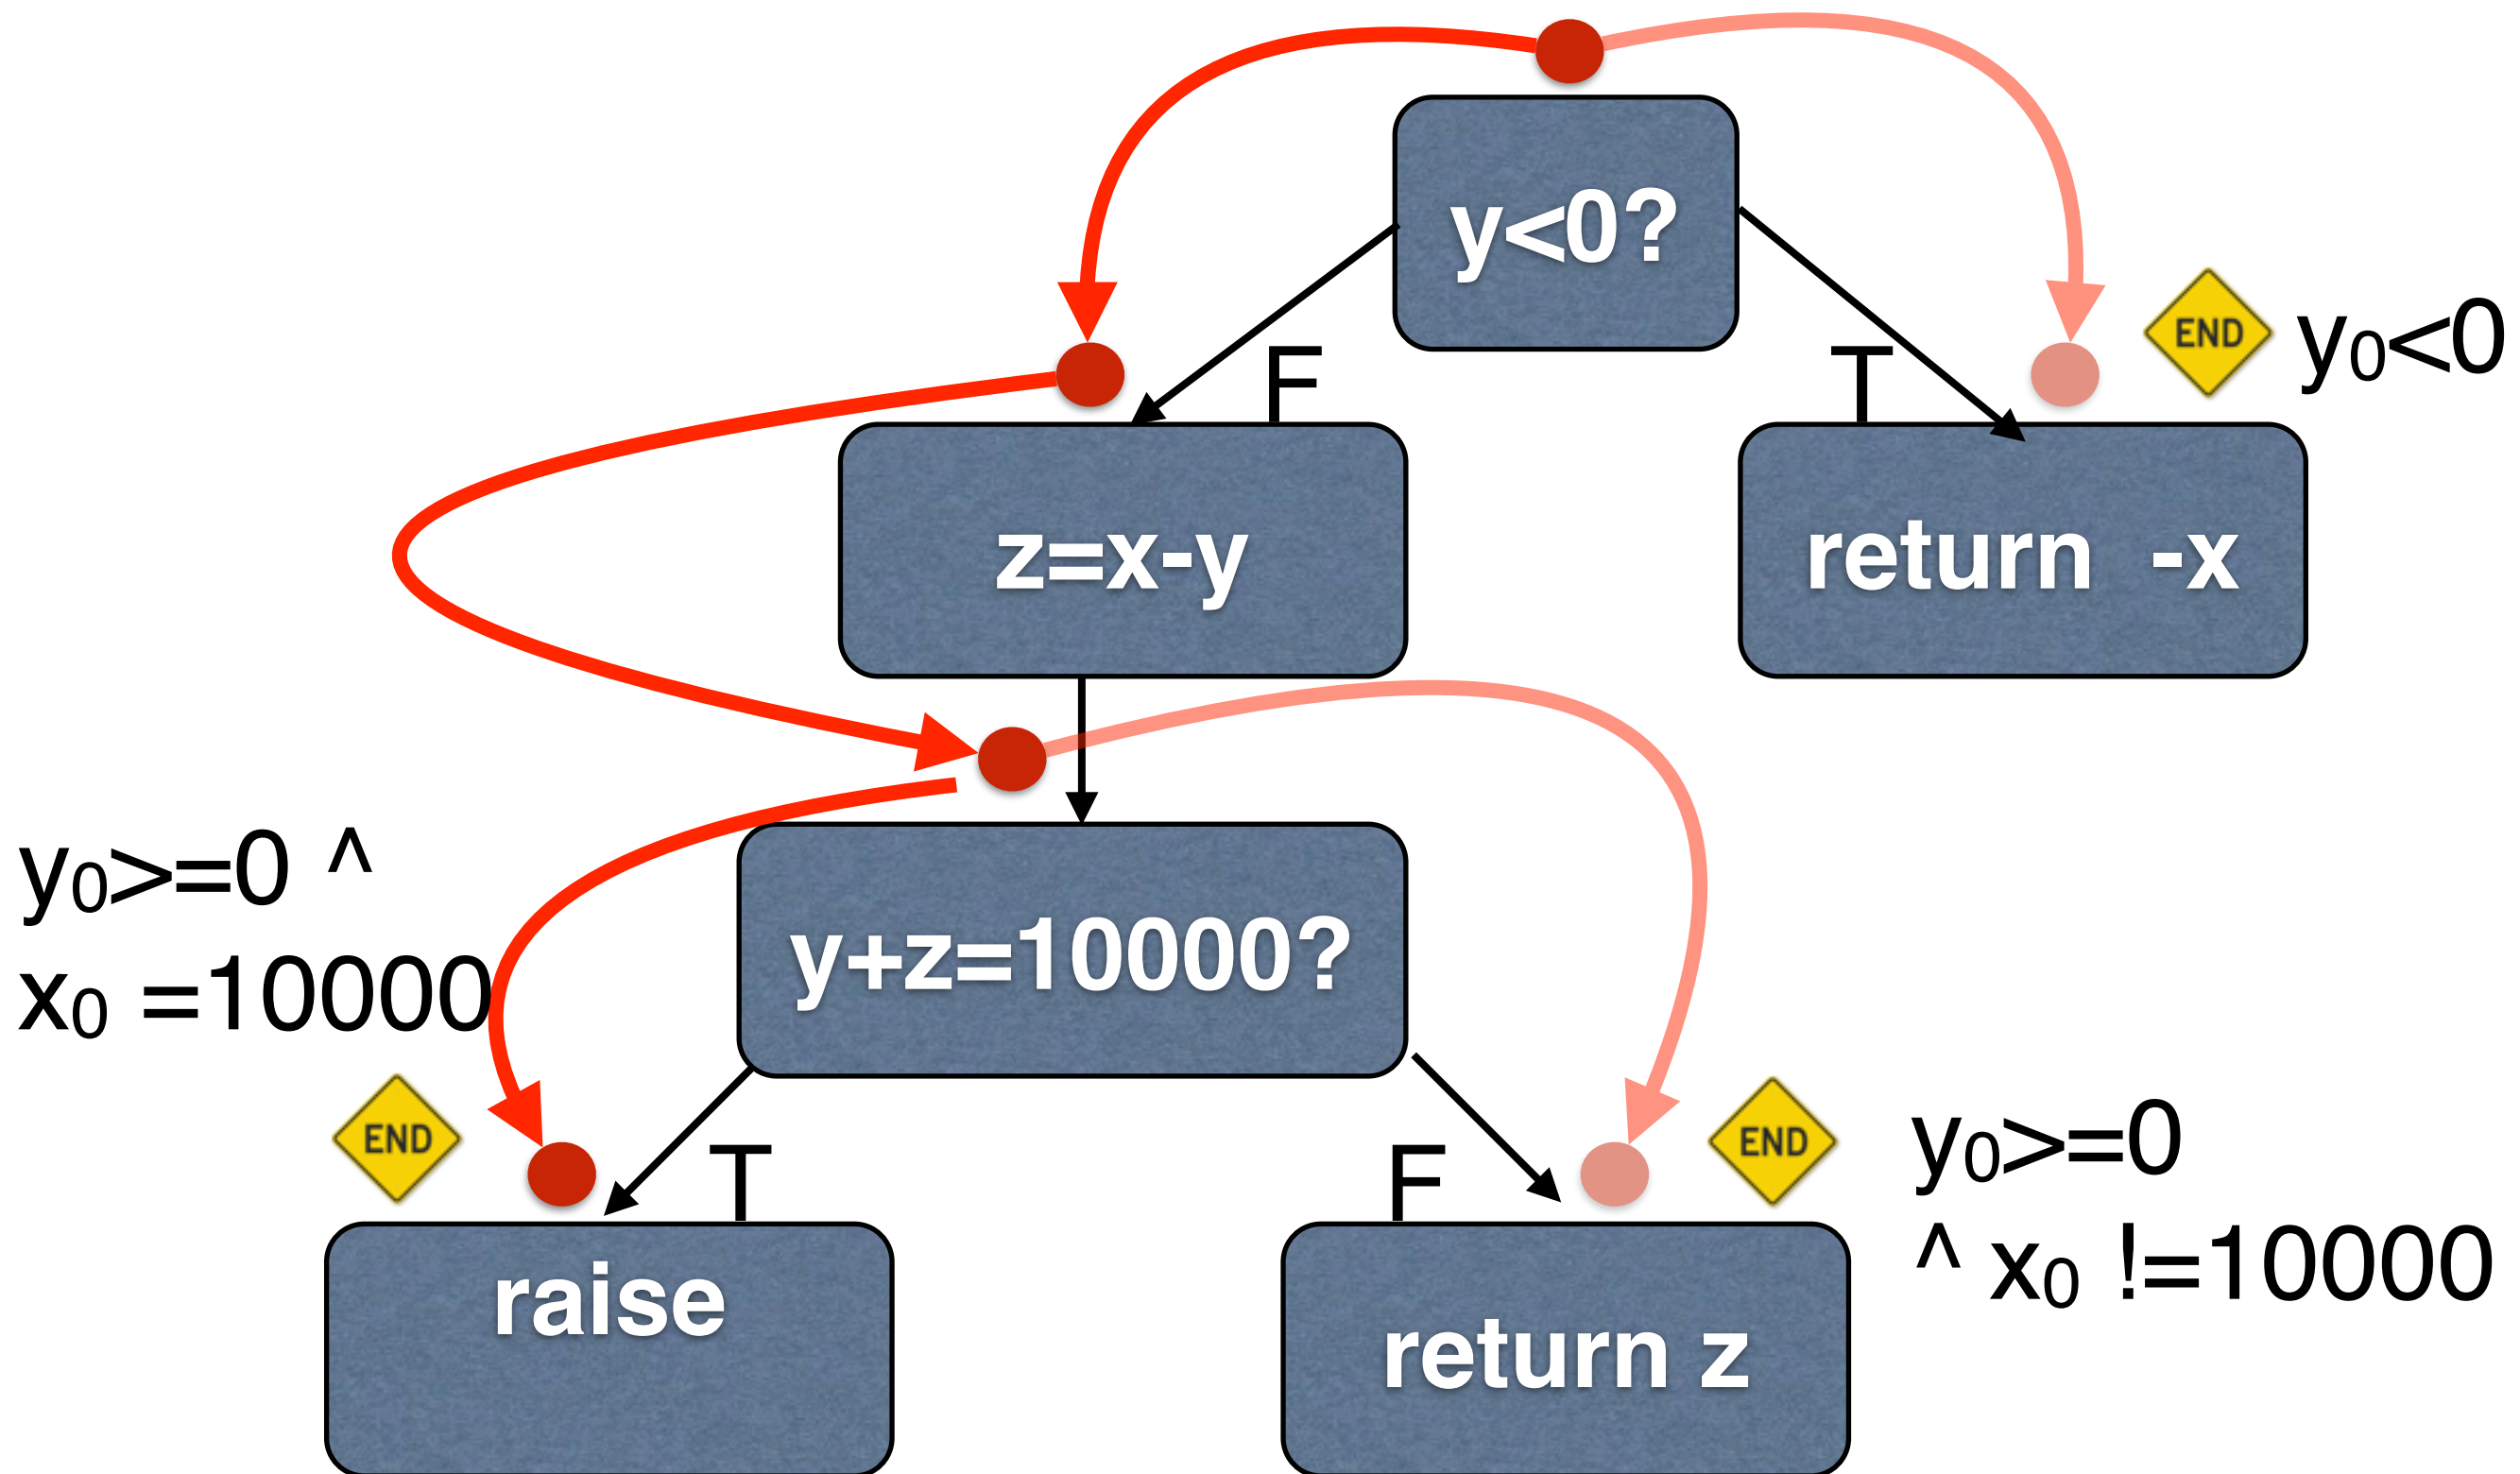 y<0?
END
y₀<0
F
T
z=x-y
return -x
y₀>=0 ^
x₀ =10000
y+z=10000?
END
END
y₀>=0
^ x₀ !=10000
T
F
raise
return z